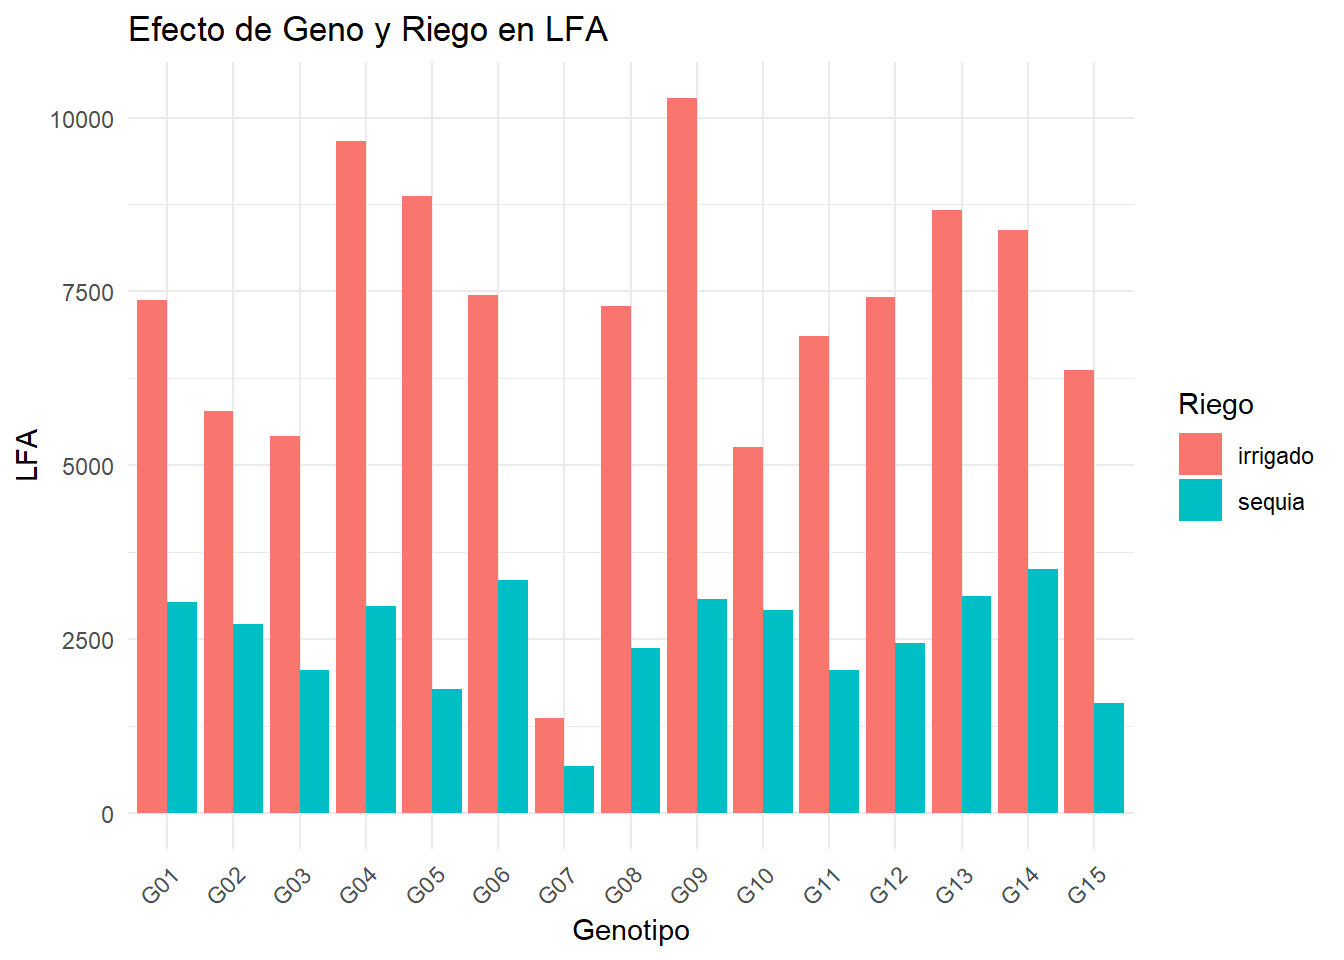 Efecto de Geno y Riego en LFA
10000
7500
5000
2500
0
LFA
G01 G02 G03 G04 G05 G06 G07 G08 G09 G10 G11 G12 G13 G14 G15
Genotipo
Riego
irrigado
sequia